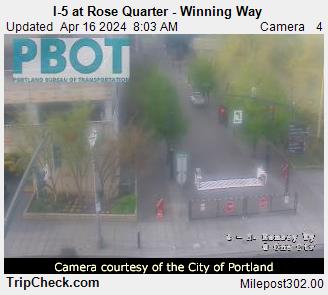 I-5 at Rose Quarter - Winning Way
Updated Apr 16 2024 8:03 AM Camera 4
PBOT
PORTLAND BUREAU OF TRANSPORTATION
Camera courtesy of the City of Portland
TripCheck.com Milepost302.00